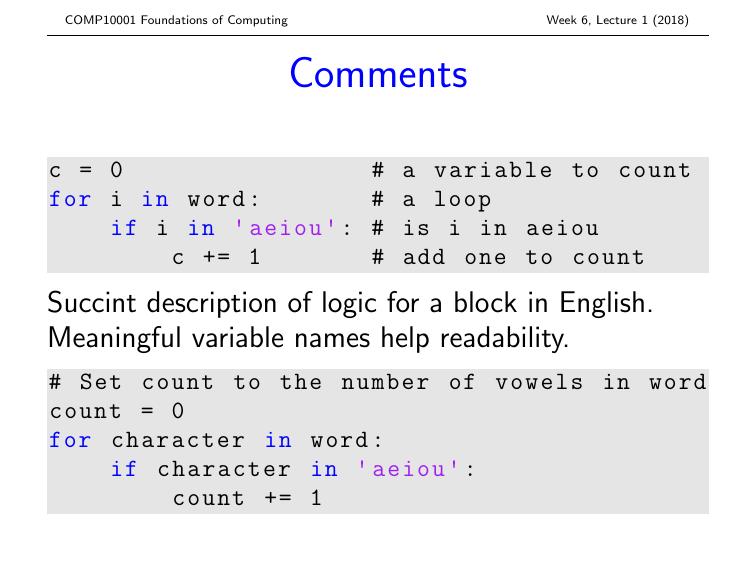 COMP10001 Foundations of Computing Week 6, Lecture 1 (2018)
Comments
c = 0 # a variable to count
for i in word: # a loop
    if i in 'aeiou': # is i in aeiou
        c += 1 # add one to count
Succint description of logic for a block in English.
Meaningful variable names help readability.
# Set count to the number of vowels in word
count = 0
for character in word:
    if character in 'aeiou':
        count += 1